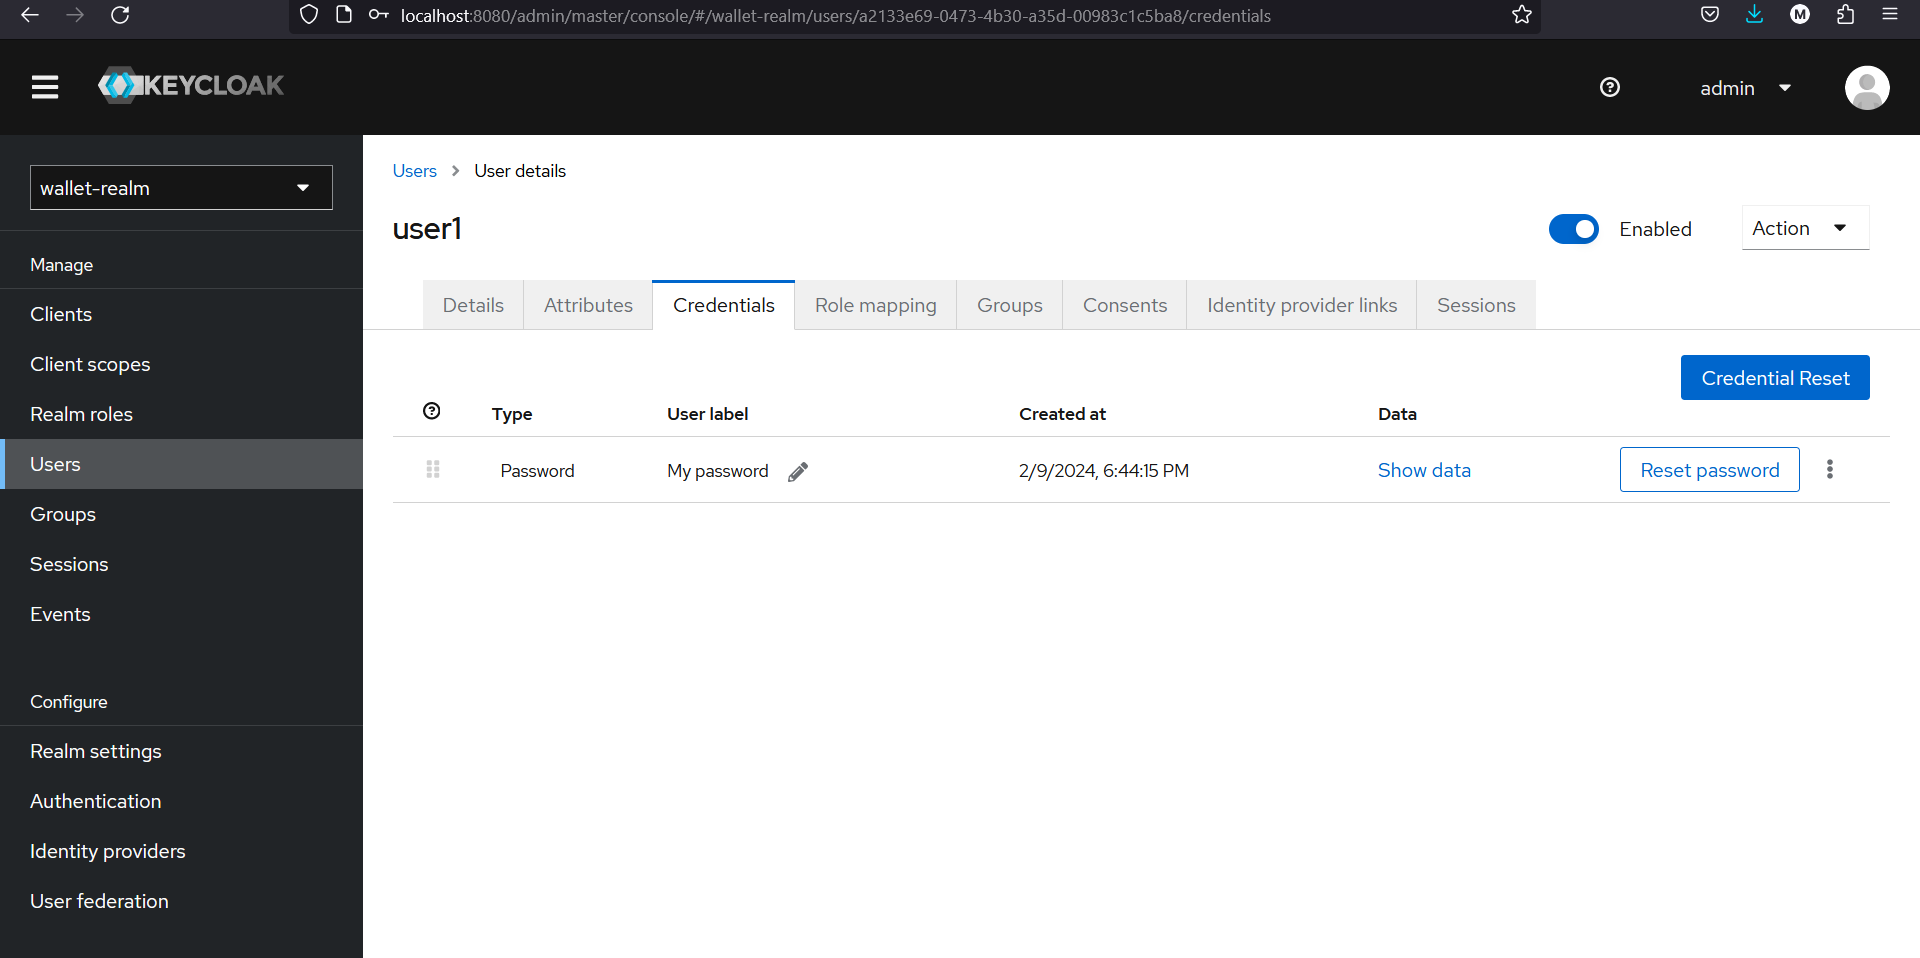 localhost:8080/admin/master/console/#/wallet-realm/users/a2133e69-0473-4b30-a35d-00983c1c5ba8/credentials
M
KEYCLOAK
admin
wallet-realm
Manage
Clients
Client scopes
Realm roles
Users
Groups
Sessions
Events
Configure
Realm settings
Authentication
Identity providers
User federation
Users > User details
user1
Enabled
Action
Details Attributes Credentials Role mapping Groups Consents Identity provider links Sessions
Credential Reset
Type User label Created at Data
Password My password 2/9/2024, 6:44:15 PM Show data Reset password